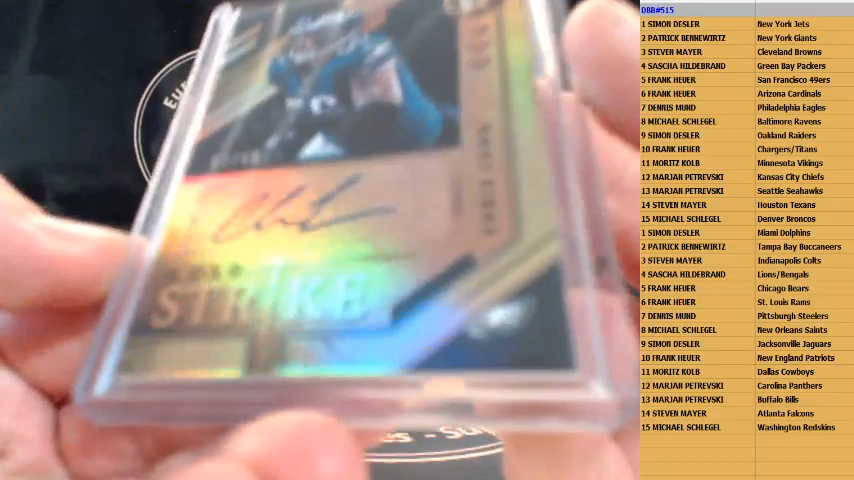 STRIKE
DBB#515
1 SIMON DESLER New York Jets
2 PATRICK BENNEWIRTZ New York Giants
3 STEVEN MAYER Cleveland Browns
4 SASCHA HILDEBRAND Green Bay Packers
5 FRANK HEUER San Francisco 49ers
6 FRANK HEUER Arizona Cardinals
7 DENNIS MUND Philadelphia Eagles
8 MICHAEL SCHLEGEL Baltimore Ravens
9 SIMON DESLER Oakland Raiders
10 FRANK HEUER Chargers/Titans
11 MORITZ KOLB Minnesota Vikings
12 MARJAN PETREVSKI Kansas City Chiefs
13 MARJAN PETREVSKI Seattle Seahawks
14 STEVEN MAYER Houston Texans
15 MICHAEL SCHLEGEL Denver Broncos
1 SIMON DESLER Miami Dolphins
2 PATRICK BENNEWIRTZ Tampa Bay Buccaneers
3 STEVEN MAYER Indianapolis Colts
4 SASCHA HILDEBRAND Lions/Bengals
5 FRANK HEUER Chicago Bears
6 FRANK HEUER St. Louis Rams
7 DENNIS MUND Pittsburgh Steelers
8 MICHAEL SCHLEGEL New Orleans Saints
9 SIMON DESLER Jacksonville Jaguars
10 FRANK HEUER New England Patriots
11 MORITZ KOLB Dallas Cowboys
12 MARJAN PETREVSKI Carolina Panthers
13 MARJAN PETREVSKI Buffalo Bills
14 STEVEN MAYER Atlanta Falcons
15 MICHAEL SCHLEGEL Washington Redskins